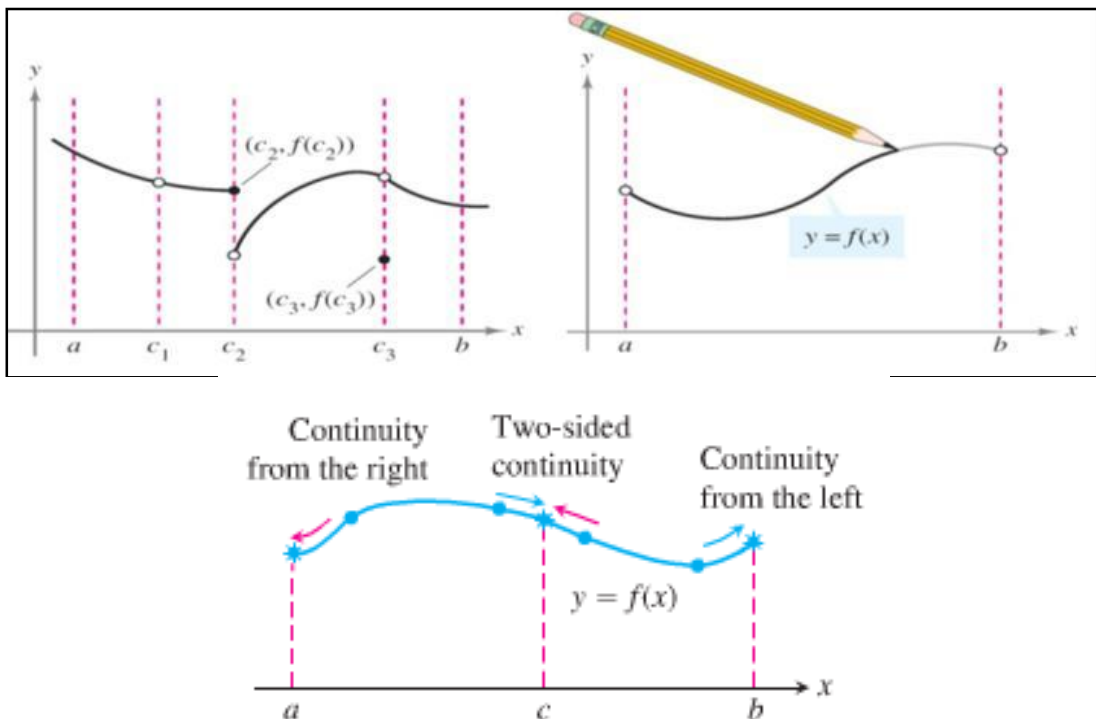 y
(c₂, f(c₂))
(c₃, f(c₃))
x
a c₁ c₂ c₃ b
y
y = f(x)
x
a b
Continuity
from the right
Two-sided
continuity
Continuity
from the left
y = f(x)
x
a c b